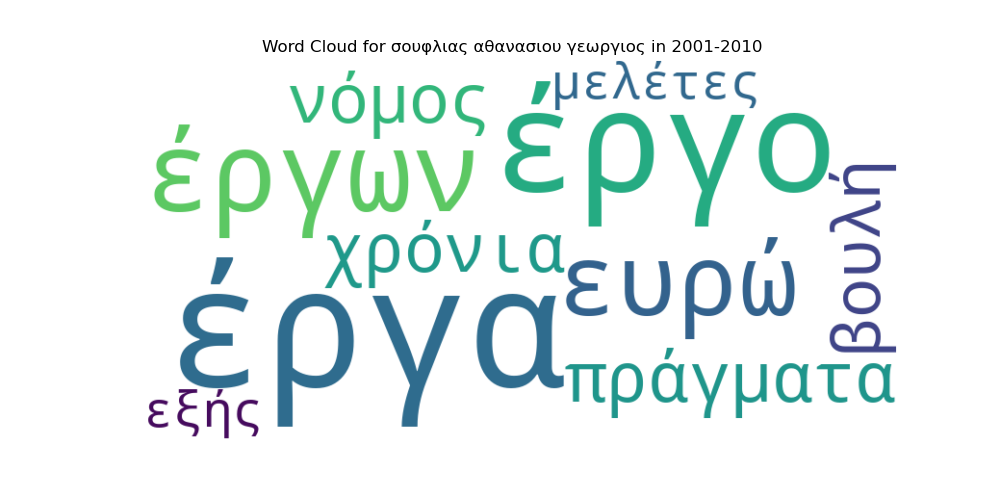 Word Cloud for σουφλιας αθανασιου γεωργιος in 2001-2010
μελέτες
νόμος
έργο
έργων
βουλή
χρόνια
ευρώ
έργα
πράγματα
εξής